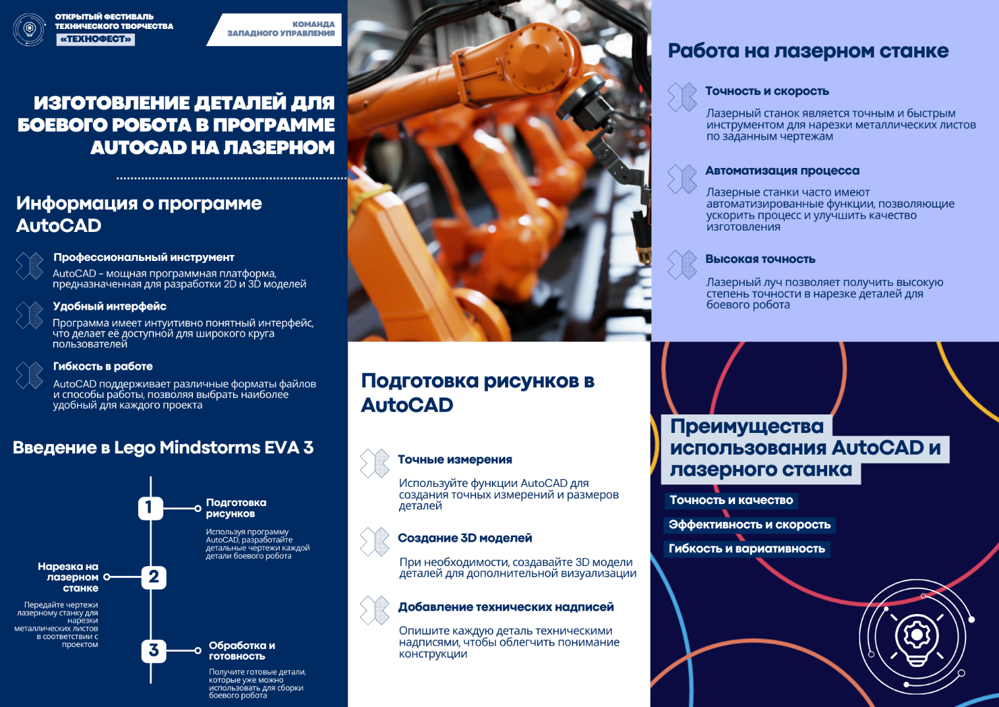 ОТКРЫТЫЙ ФЕСТИВАЛЬ
ТЕХНИЧЕСКОГО ТВОРЧЕСТВА
«ТЕХНОФЕСТ»
КОМАНДА
ЗАПАДНОГО УПРАВЛЕНИЯ
ИЗГОТОВЛЕНИЕ ДЕТАЛЕЙ ДЛЯ
БОЕВОГО РОБОТА В ПРОГРАММЕ
AUTOCAD НА ЛАЗЕРНОМ
Информация о программе
AutoCAD
Профессиональный инструмент
AutoCAD – мощная программная платформа,
предназначенная для разработки 2D и 3D моделей
Удобный интерфейс
Программа имеет интуитивно понятный интерфейс,
что делает её доступной для широкого круга
пользователей
Гибкость в работе
AutoCAD поддерживает различные форматы файлов
и способы работы, позволяя выбрать наиболее
удобный для каждого проекта
Введение в Lego Mindstorms EVA 3
1
Подготовка
рисунков
Используя программу
AutoCAD, разработайте
детальные чертежи каждой
детали боевого робота
2
Нарезка на
лазерном
станке
Передайте чертежи
лазерному станку для
нарезки
металлических листов
в соответствии с
проектом
3
Обработка и
готовность
Получите готовые детали,
которые уже можно
использовать для сборки
боевого робота
Подготовка рисунков в
AutoCAD
Точные измерения
Используйте функции AutoCAD для
создания точных измерений и размеров
деталей
Создание 3D моделей
При необходимости, создавайте 3D модели
деталей для дополнительной визуализации
Добавление технических надписей
Опишите каждую деталь техническими
надписями, чтобы облегчить понимание
конструкции
Работа на лазерном станке
Точность и скорость
Лазерный станок является точным и быстрым
инструментом для нарезки металлических листов
по заданным чертежам
Автоматизация процесса
Лазерные станки часто имеют
автоматизированные функции, позволяющие
ускорить процесс и улучшить качество
изготовления
Высокая точность
Лазерный луч позволяет получить высокую
степень точности в нарезке деталей для
боевого робота
Преимущества
использования AutoCAD и
лазерного станка
Точность и качество
Эффективность и скорость
Гибкость и вариативность